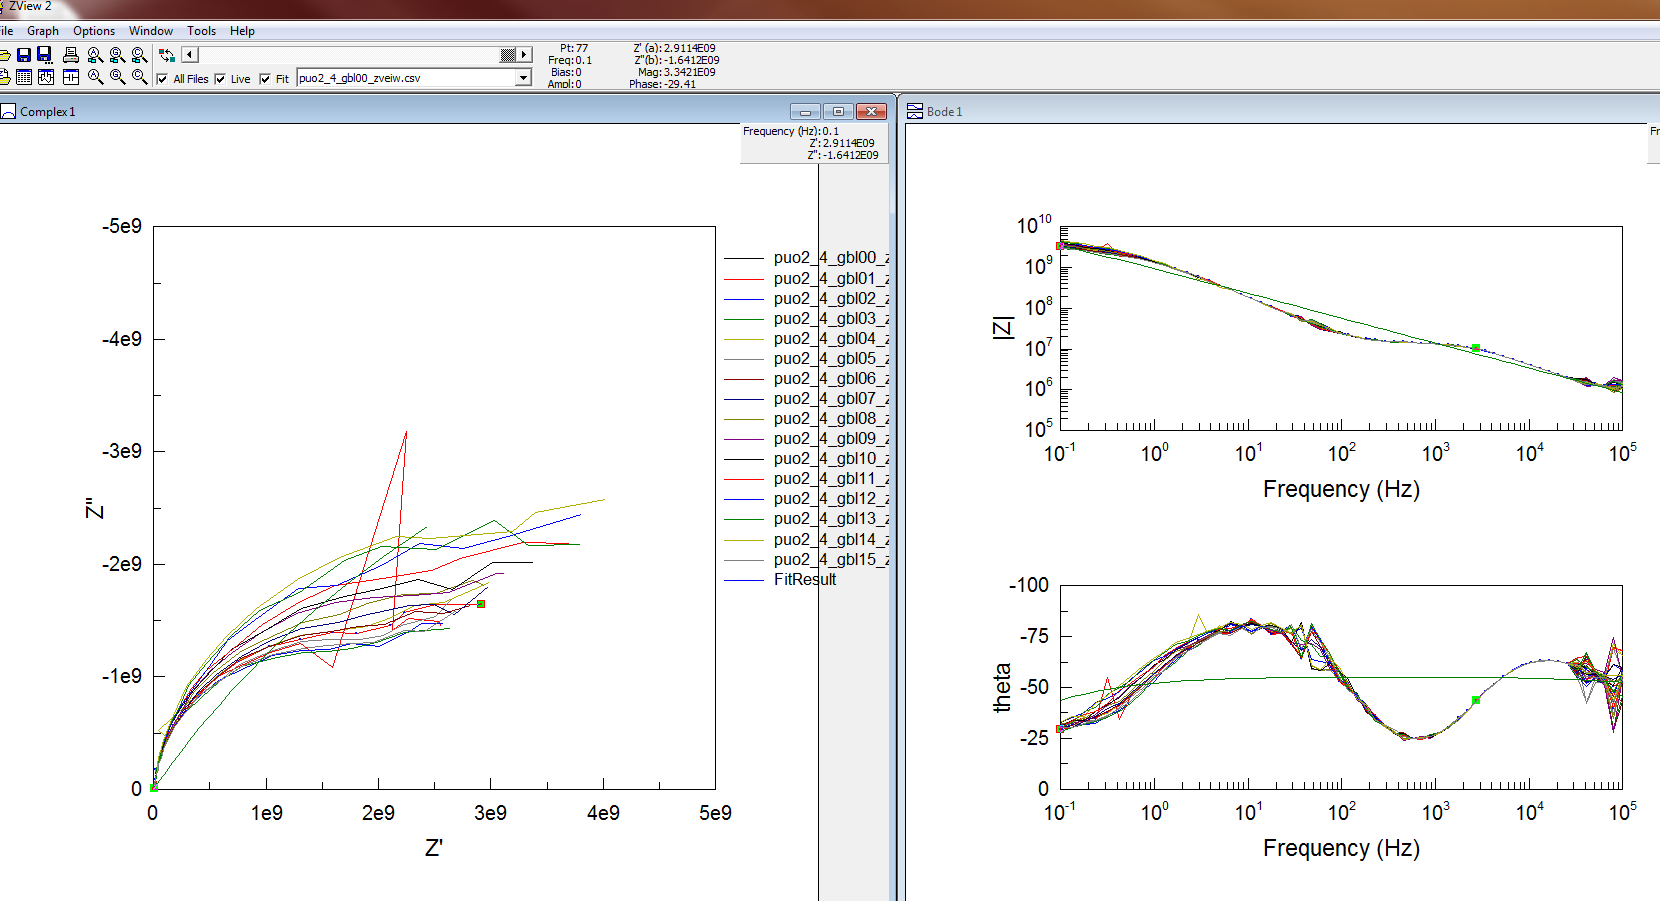 ZView 2
File Graph Options Window Tools Help
All Files Live Fit puo2_4_gbl00_zveiw.csv
Pt:77 Z' (a):2.9114E09
Freq:0.1 Z"(b):-1.6412E09
Bias:0 Mag:3.3421E09
Ampl:0 Phase:-29.41
Complex1
Frequency (Hz):0.1
Z':2.9114E09
Z":-1.6412E09
-5e9
-4e9
-3e9
-2e9
-1e9
0
Z"
0 1e9 2e9 3e9 4e9 5e9
Z'
puo2_4_gbl00_z
puo2_4_gbl01_z
puo2_4_gbl02_z
puo2_4_gbl03_z
puo2_4_gbl04_z
puo2_4_gbl05_z
puo2_4_gbl06_z
puo2_4_gbl07_z
puo2_4_gbl08_z
puo2_4_gbl09_z
puo2_4_gbl10_z
puo2_4_gbl11_z
puo2_4_gbl12_z
puo2_4_gbl13_z
puo2_4_gbl14_z
puo2_4_gbl15_z
FitResult
Bode1
Fr
10^10
10^9
10^8
10^7
10^6
10^5
|Z|
10^-1 10^0 10^1 10^2 10^3 10^4 10^5
Frequency (Hz)
-100
-75
-50
-25
0
theta
10^-1 10^0 10^1 10^2 10^3 10^4 10^5
Frequency (Hz)